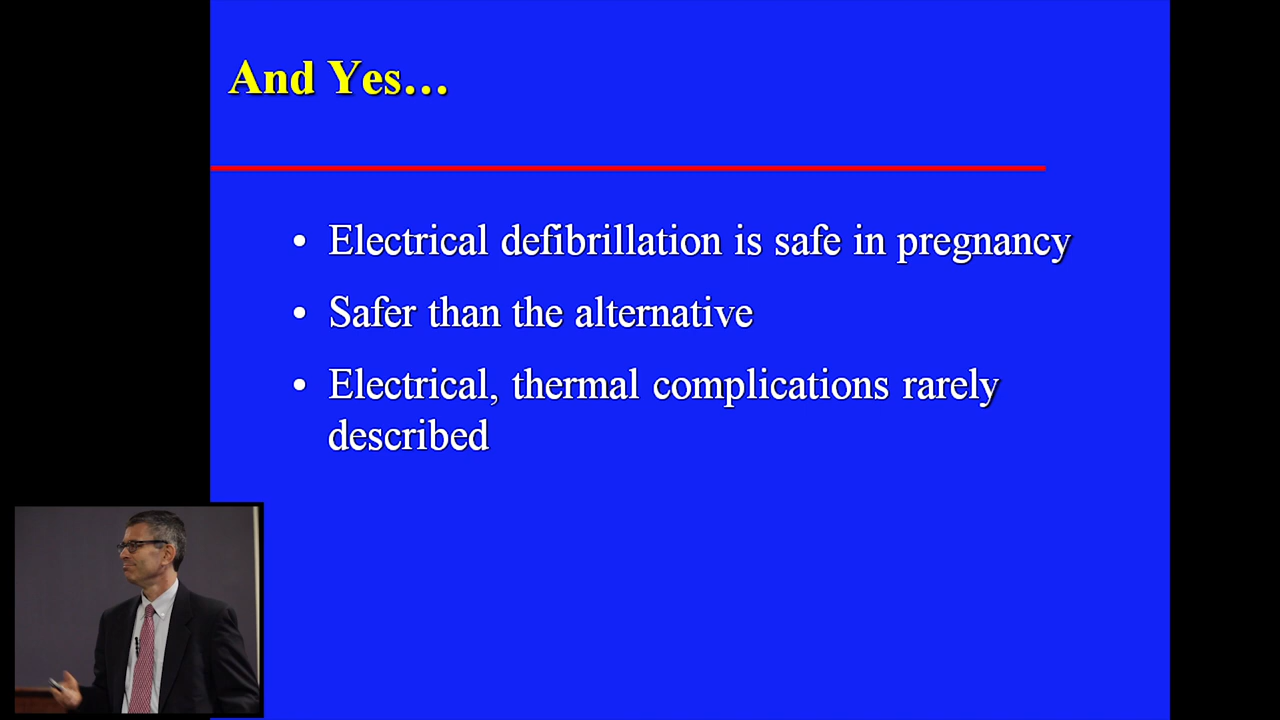 And Yes…
• Electrical defibrillation is safe in pregnancy
• Safer than the alternative
• Electrical, thermal complications rarely
described